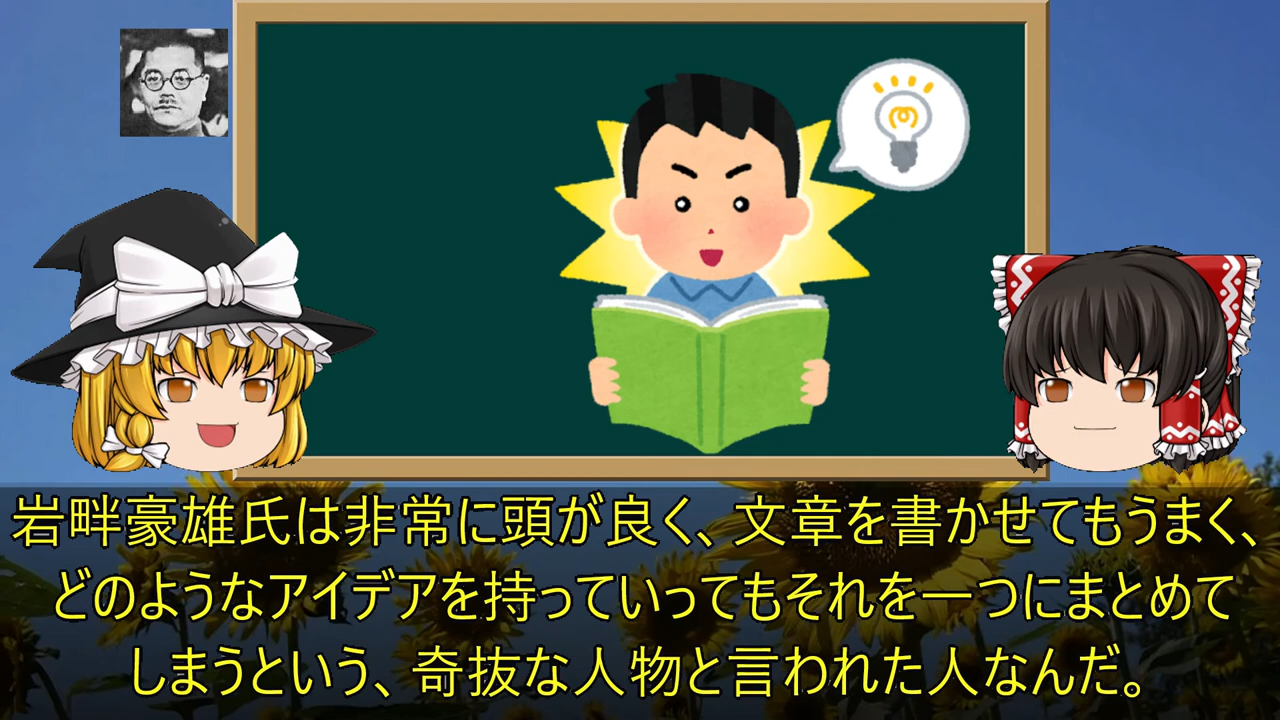 岩畔豪雄氏は非常に頭が良く、文章を書かせてもうまく、
どのようなアイデアを持っていってもそれを一つにまとめて
しまうという、奇抜な人物と言われた人なんだ。